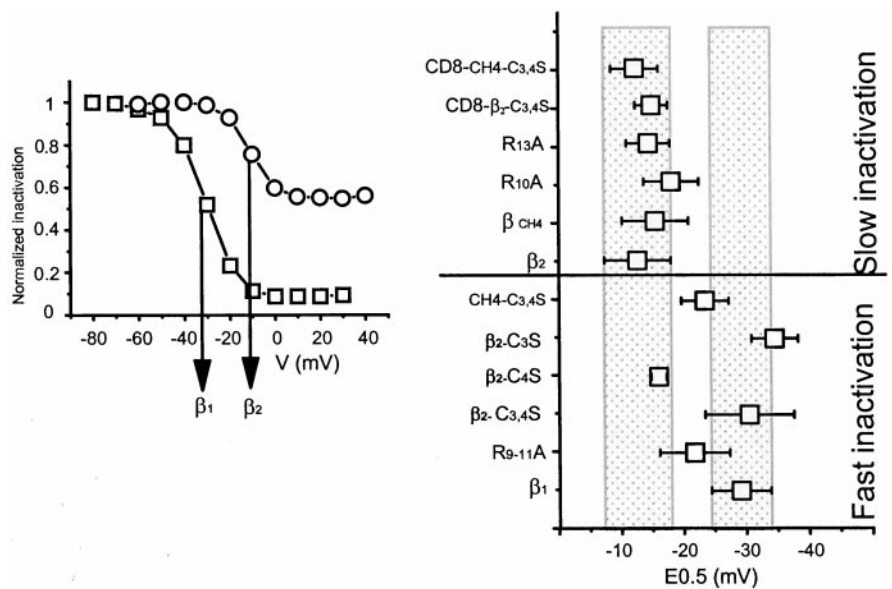 Normalized inactivation
1
0.8
0.6
0.4
0.2
0
-80 -60 -40 -20 0 20 40
V (mV)
β1 β2
CD8-CH4-C3,4S
CD8-β2-C3,4S
R13A
R10A
β CH4
β2
Slow inactivation
CH4-C3,4S
β2-C3S
β2-C4S
β2- C3,4S
R9-11A
β1
Fast inactivation
-10 -20 -30 -40
E0.5 (mV)